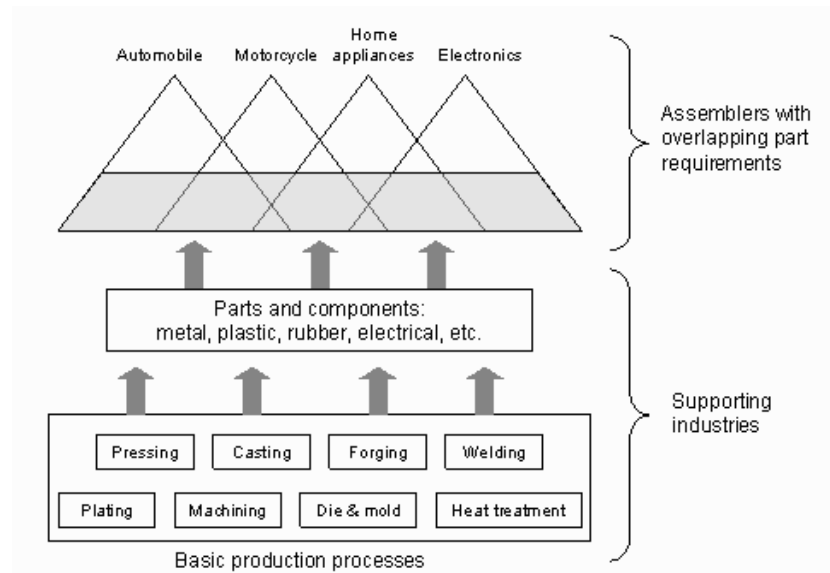 Automobile
Motorcycle
Home
appliances
Electronics
Assemblers with
overlapping part
requirements
Parts and components:
metal, plastic, rubber, electrical, etc.
Supporting
industries
Pressing
Casting
Forging
Welding
Plating
Machining
Die & mold
Heat treatment
Basic production processes